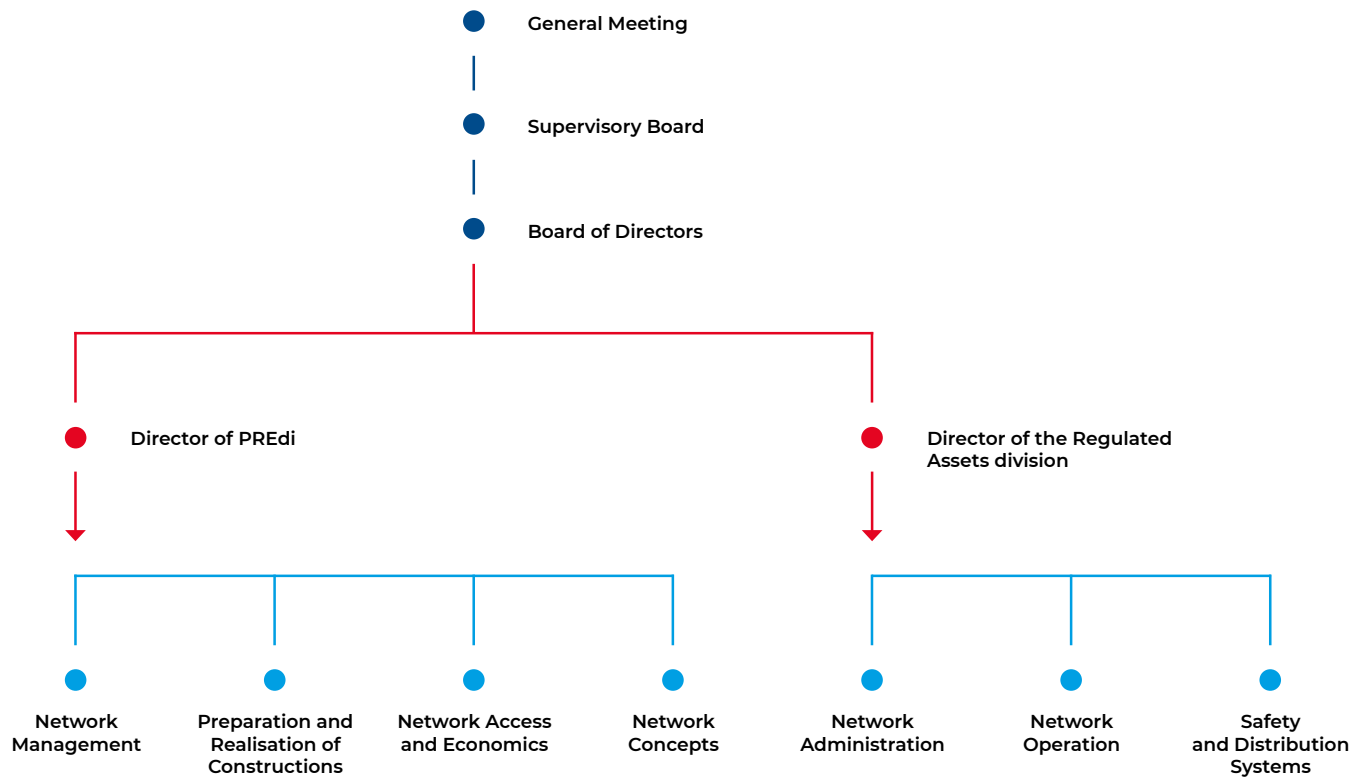 General Meeting
Supervisory Board
Board of Directors
Director of PREdi
Director of the Regulated
Assets division
Network
Management
Preparation and
Realisation of
Constructions
Network Access
and Economics
Network
Concepts
Network
Administration
Network
Operation
Safety
and Distribution
Systems